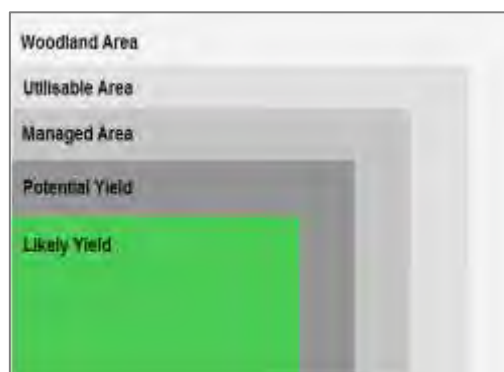 Woodland Area
Utilisable Area
Managed Area
Potential Yield
Likely Yield